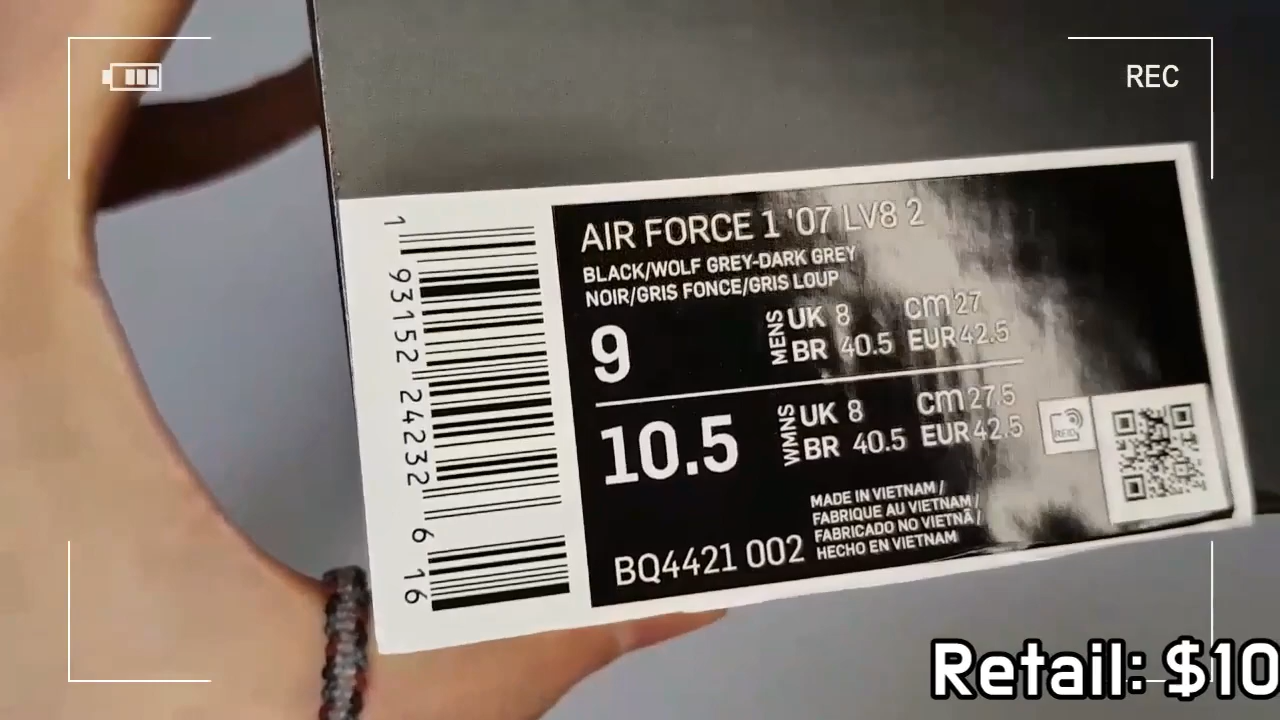 REC
AIR FORCE 1 '07 LV8 2
BLACK/WOLF GREY-DARK GREY
NOIR/GRIS FONCE/GRIS LOUP
9
MENS
UK 8 cm 27
BR 40.5 EUR 42.5
10.5
WMNS
UK 8 cm 27.5
BR 40.5 EUR 42.5
MADE IN VIETNAM /
FABRIQUE AU VIETNAM /
FABRICADO NO VIETNÃ /
HECHO EN VIETNAM
BQ4421 002
1 93152 24232 6 16
RFID
Retail: $10